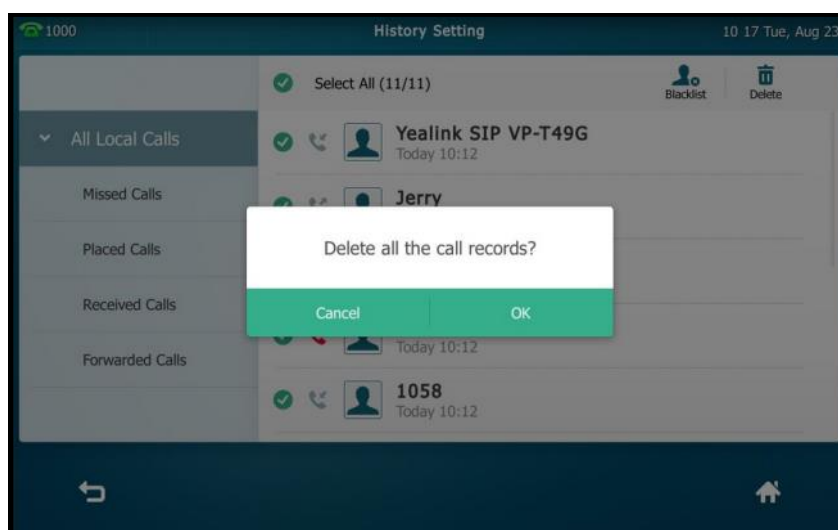 1000
History Setting
10 17 Tue, Aug 23
Select All (11/11)
Blacklist
Delete
All Local Calls
Missed Calls
Placed Calls
Received Calls
Forwarded Calls
Yealink SIP VP-T49G
Today 10:12
Jerry
Delete all the call records?
Cancel
OK
Today 10:12
1058
Today 10:12